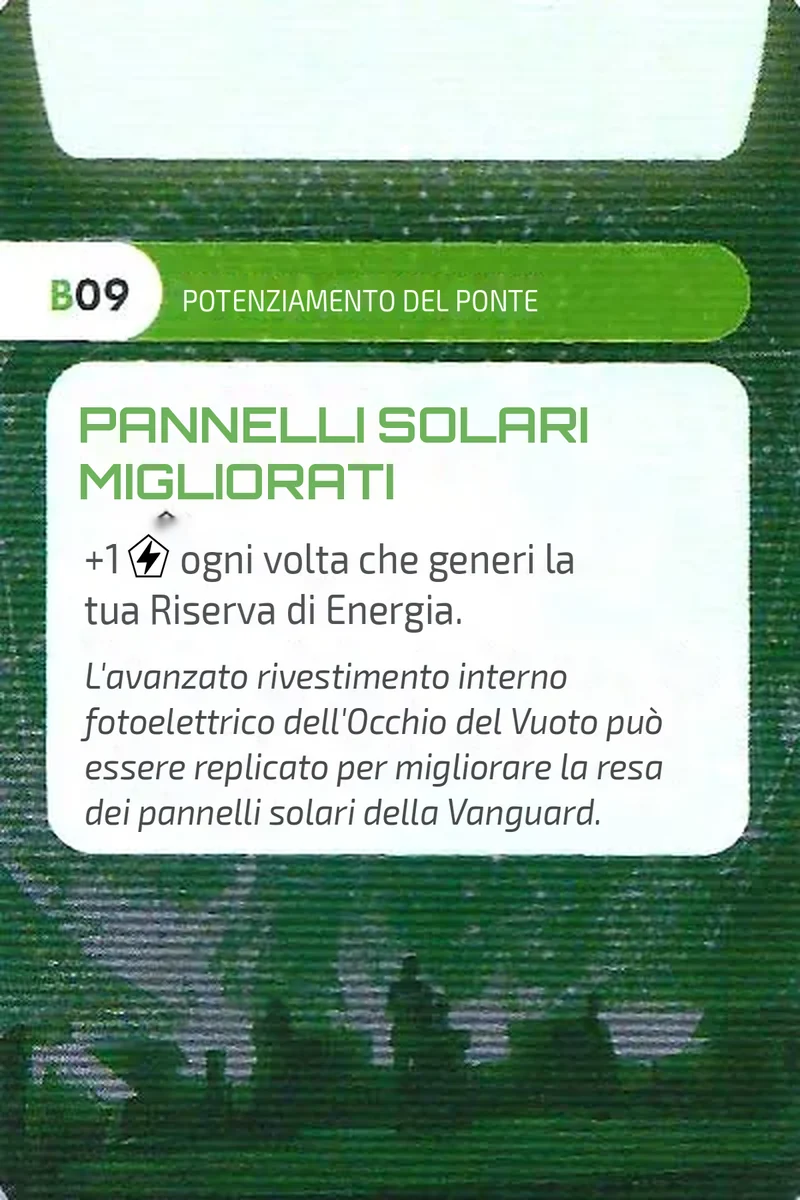 B09
POTENZIAMENTO DEL PONTE
PANNELLI SOLARI
MIGLIORATI
+1 ogni volta che generi la
tua Riserva di Energia.
L'avanzato rivestimento interno
fotoelettrico dell'Occhio del Vuoto può
essere replicato per migliorare la resa
dei pannelli solari della Vanguard.